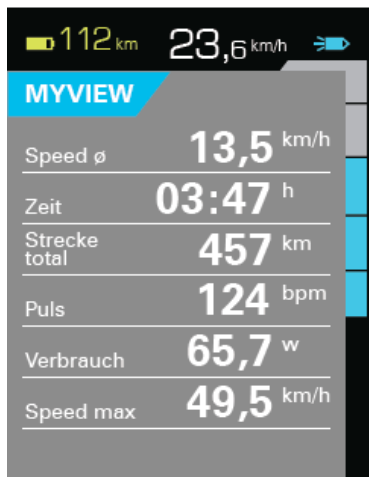 112 km 23,6 km/h
MYVIEW
Speed ø 13,5 km/h
Zeit 03:47 h
Strecke
total 457 km
Puls 124 bpm
Verbrauch 65,7 w
Speed max 49,5 km/h